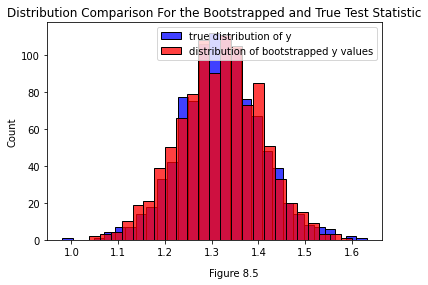 Distribution Comparison For the Bootstrapped and True Test Statistic
true distribution of y
distribution of bootstrapped y values
Count
100
80
60
40
20
0
1.0 1.1 1.2 1.3 1.4 1.5 1.6
Figure 8.5